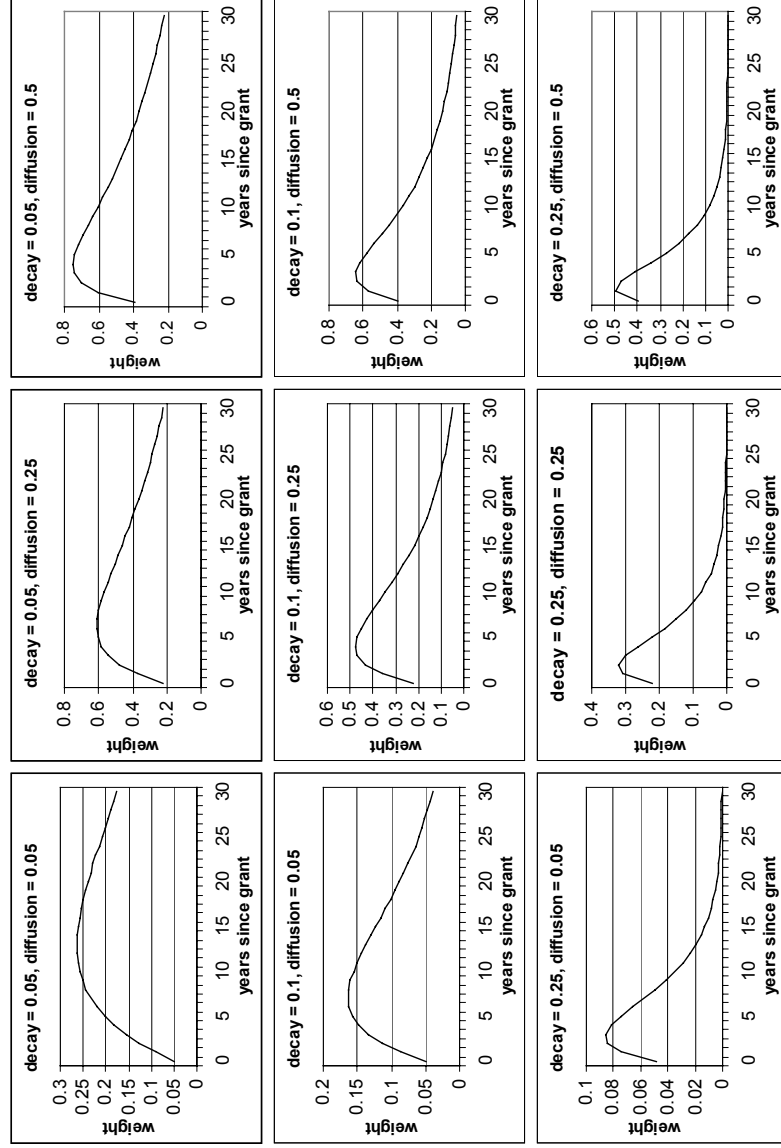 decay = 0.05, diffusion = 0.05
0.3
0.25
0.2
0.15
0.1
0.05
0
weight
0 5 10 15 20 25 30
years since grant
decay = 0.05, diffusion = 0.25
0.8
0.6
0.4
0.2
0
weight
0 5 10 15 20 25 30
years since grant
decay = 0.05, diffusion = 0.5
0.8
0.6
0.4
0.2
0
weight
0 5 10 15 20 25 30
years since grant
decay = 0.1, diffusion = 0.05
0.2
0.15
0.1
0.05
0
weight
0 5 10 15 20 25 30
years since grant
decay = 0.1, diffusion = 0.25
0.6
0.5
0.4
0.3
0.2
0.1
0
weight
0 5 10 15 20 25 30
years since grant
decay = 0.1, diffusion = 0.5
0.8
0.6
0.4
0.2
0
weight
0 5 10 15 20 25 30
years since grant
decay = 0.25, diffusion = 0.05
0.1
0.08
0.06
0.04
0.02
0
weight
0 5 10 15 20 25 30
years since grant
decay = 0.25, diffusion = 0.25
0.4
0.3
0.2
0.1
0
weight
0 5 10 15 20 25 30
years since grant
decay = 0.25, diffusion = 0.5
0.6
0.5
0.4
0.3
0.2
0.1
0
weight
0 5 10 15 20 25 30
years since grant